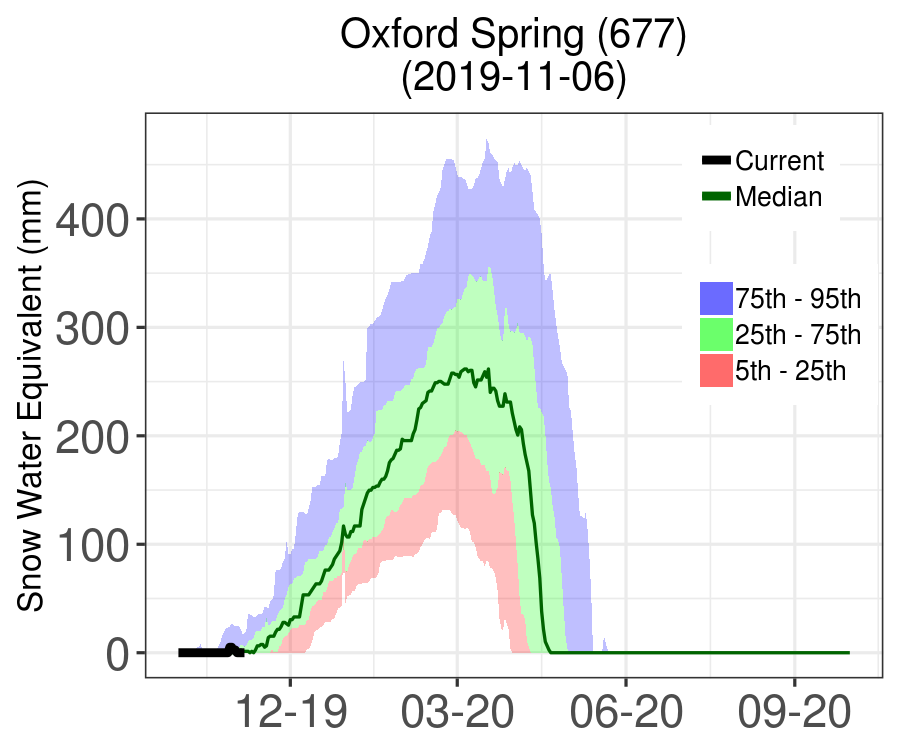 Oxford Spring (677)
(2019-11-06)
Snow Water Equivalent (mm)
400
300
200
100
0
Current
Median
75th - 95th
25th - 75th
5th - 25th
12-19 03-20 06-20 09-20